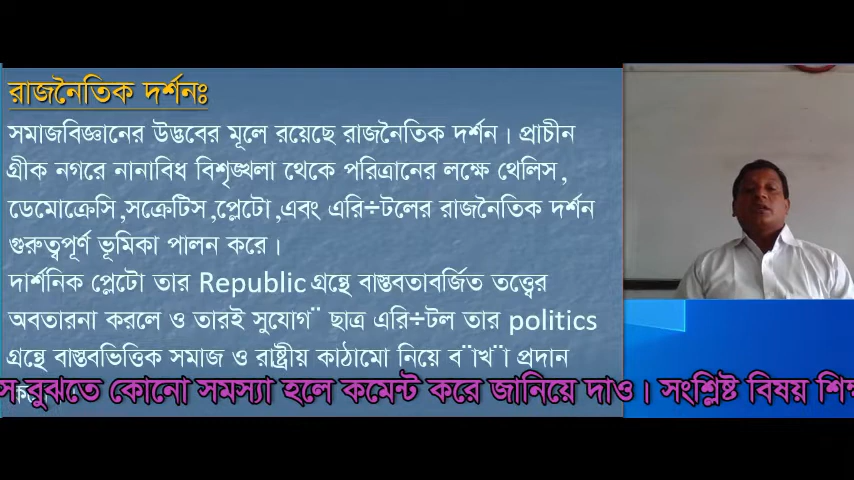 রাজনৈতিক দর্শনঃ
সমাজবিজ্ঞানের উদ্ভবের মূলে রয়েছে রাজনৈতিক দর্শন। প্রাচীন
গ্রীক নগরে নানাবিধ বিশৃঙ্খলা থেকে পরিত্রানের লক্ষে থেলিস,
ডেমোক্রেসি,সক্রেটিস,প্লেটো,এবং এরি÷টলের রাজনৈতিক দর্শন
গুরুত্বপূর্ণ ভূমিকা পালন করে।
দার্শনিক প্লেটো তার Republic গ্রন্থে বাস্তবতাবর্জিত তত্ত্বের
অবতারনা করলে ও তারই সুযোগ¨ ছাত্র এরি÷টল তার politics
গ্রন্থে বাস্তবভিত্তিক সমাজ ও রাষ্ট্রীয় কাঠামো নিয়ে ব¨াখ¨া প্রদান
বুঝতে কোনো সমস্যা হলে কমেন্ট করে জানিয়ে দাও। সংশ্লিষ্ট বিষয়